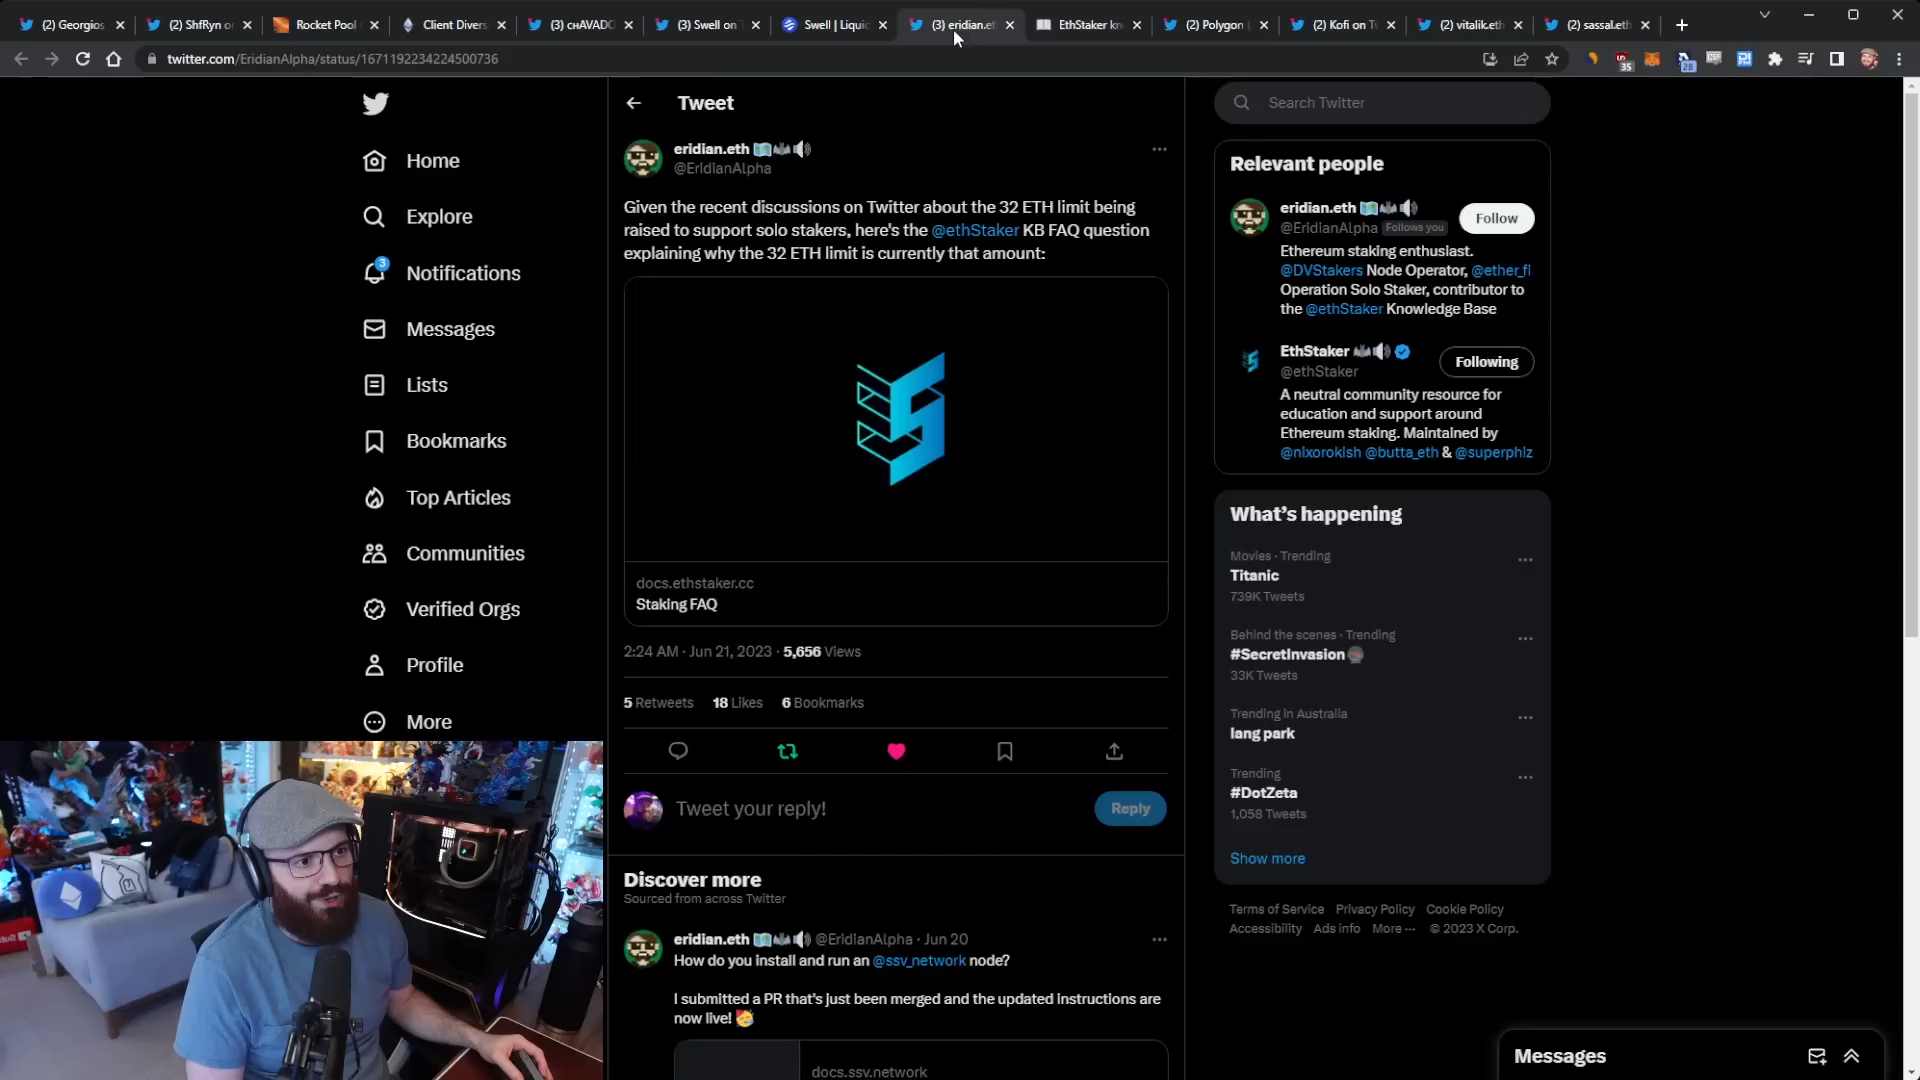 (2) Georgios
(2) ShfRyn o
Rocket Pool
Client Divers
(3) cʜAVADO
(3) Swell on
Swell | Liquid
(3) eridian.et
EthStaker kn
(2) Polygon
(2) Kofi on Tw
(2) vitalik.eth
(2) sassal.eth
twitter.com/EridianAlpha/status/1671192234224500736
35
28
Home
Explore
3
Notifications
Messages
Lists
Bookmarks
Top Articles
Communities
Verified Orgs
Profile
More
Tweet
eridian.eth
@EridianAlpha
Given the recent discussions on Twitter about the 32 ETH limit being
raised to support solo stakers, here's the @ethStaker KB FAQ question
explaining why the 32 ETH limit is currently that amount:
docs.ethstaker.cc
Staking FAQ
2:24 AM · Jun 21, 2023 · 5,656 Views
5 Retweets 18 Likes 6 Bookmarks
Tweet your reply!
Reply
Discover more
Sourced from across Twitter
eridian.eth @EridianAlpha · Jun 20
How do you install and run an @ssv_network node?
I submitted a PR that's just been merged and the updated instructions are
now live!
docs.ssv.network
Search Twitter
Relevant people
eridian.eth
@EridianAlpha Follows you
Follow
Ethereum staking enthusiast.
@DVStakers Node Operator, @ether_fi
Operation Solo Staker, contributor to
the @ethStaker Knowledge Base
EthStaker
@ethStaker
Following
A neutral community resource for
education and support around
Ethereum staking. Maintained by
@nixorokish @butta_eth & @superphiz
What's happening
Movies · Trending
Titanic
739K Tweets
Behind the scenes · Trending
#SecretInvasion
33K Tweets
Trending in Australia
lang park
Trending
#DotZeta
1,058 Tweets
Show more
Terms of Service Privacy Policy Cookie Policy
Accessibility Ads info More ··· © 2023 X Corp.
Messages